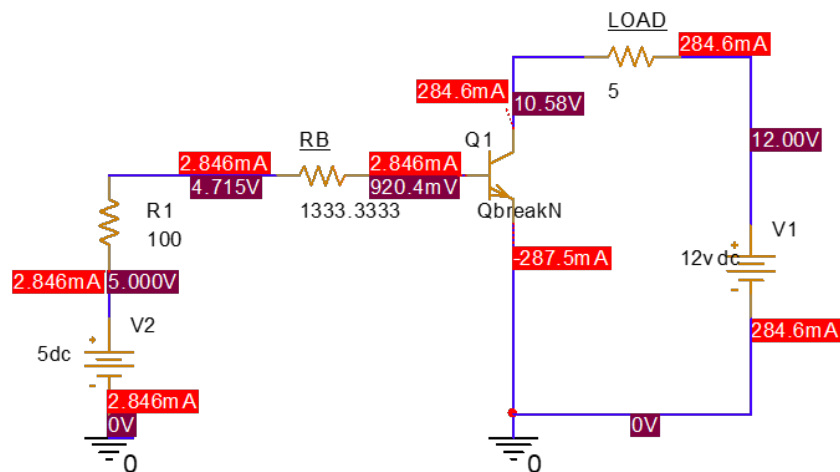 LOAD
284.6mA
284.6mA
5
10.58V
RB
Q1
12.00V
2.846mA
2.846mA
4.715V
920.4mV
R1
1333.3333
QbreakN
100
V1
-287.5mA
12vdc
2.846mA
5.000V
V2
5dc
284.6mA
2.846mA
0V
0V
0
0